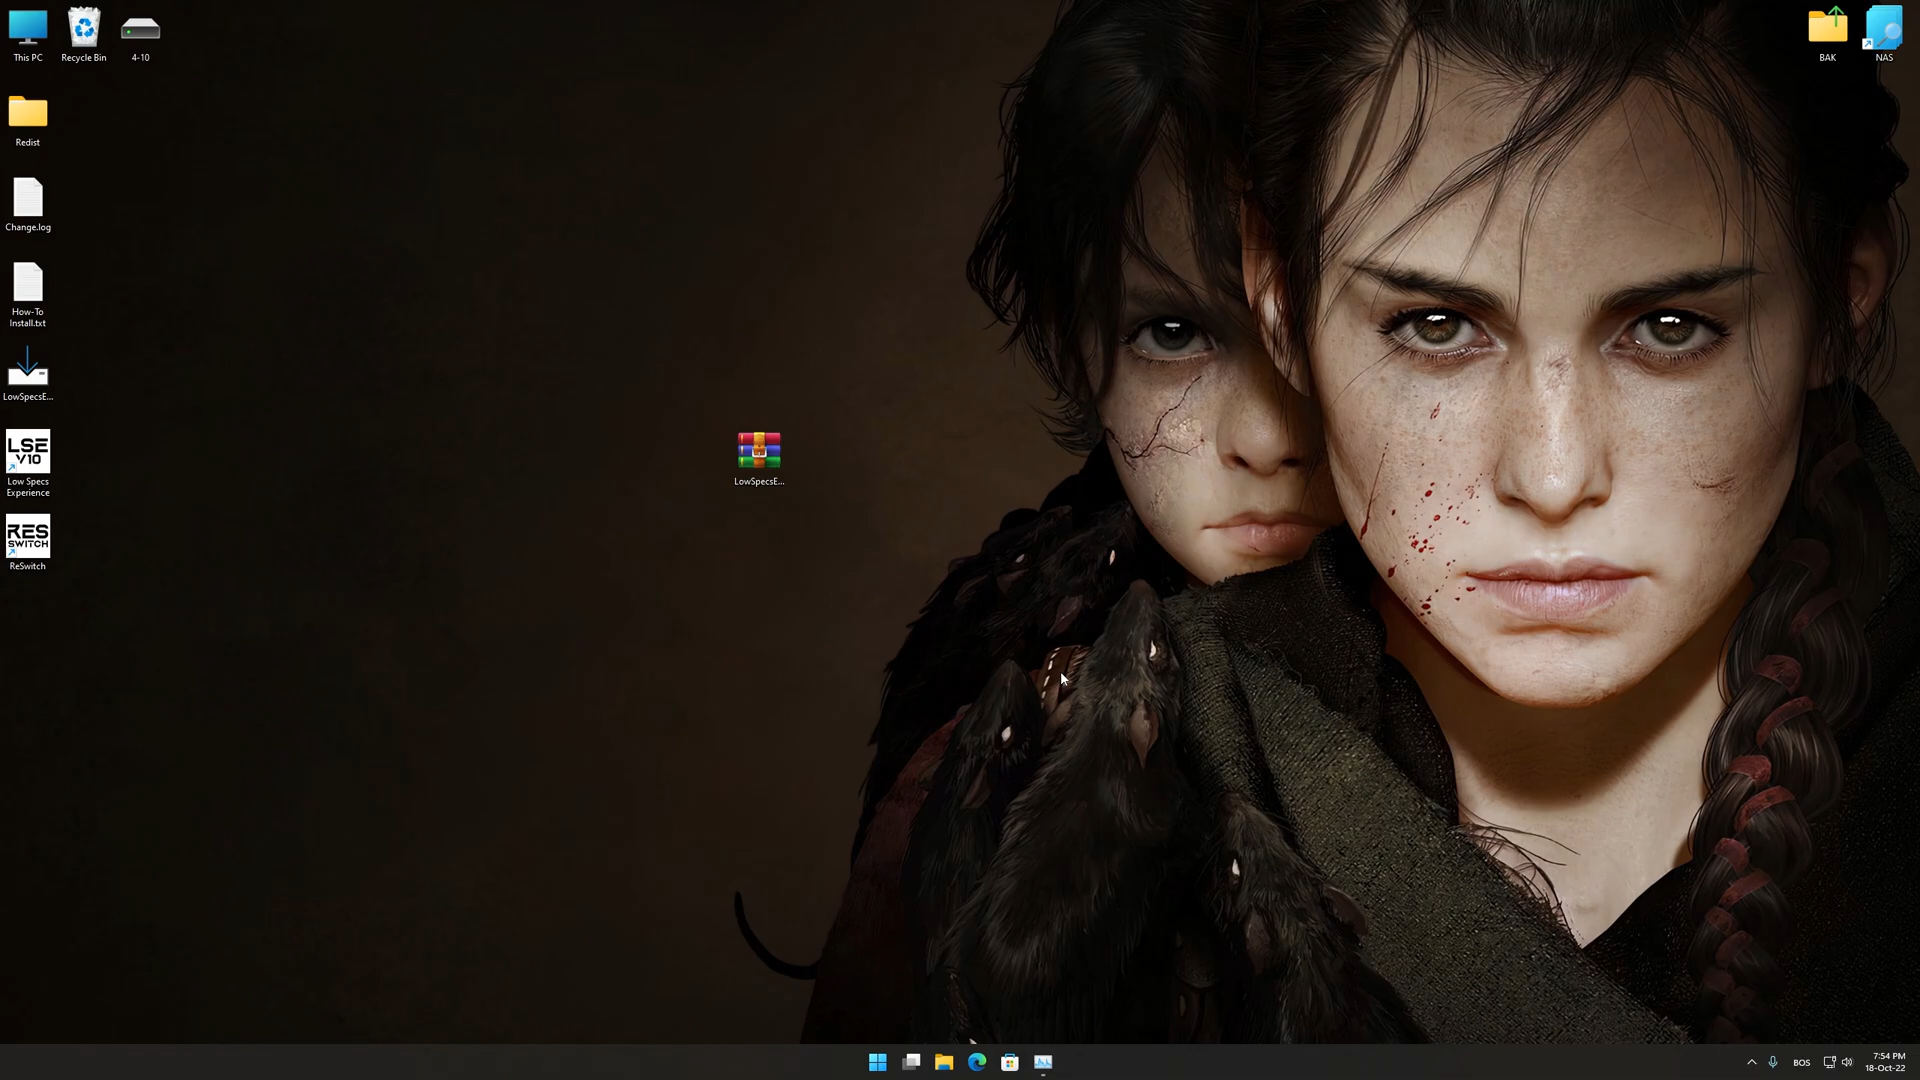 This PC
Recycle Bin
4-10
BAK
NAS
Redist
Change.log
How-To
Install.txt
LowSpecsE...
LSE
V10
Low Specs
Experience
RES
SWITCH
ReSwitch
LowSpecsE...
BOS
7:54 PM
18-Oct-22